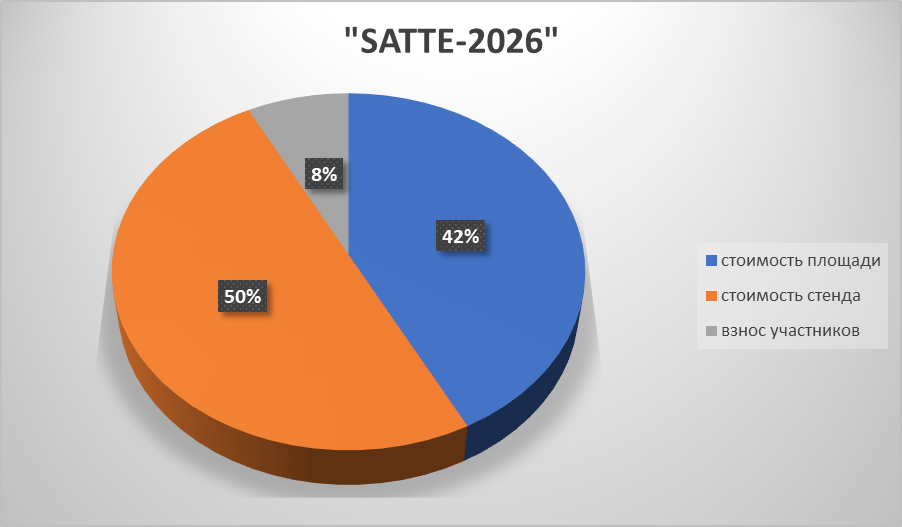 "SATTE-2026"
8%
42%
50%
стоимость площади
стоимость стенда
взнос участников